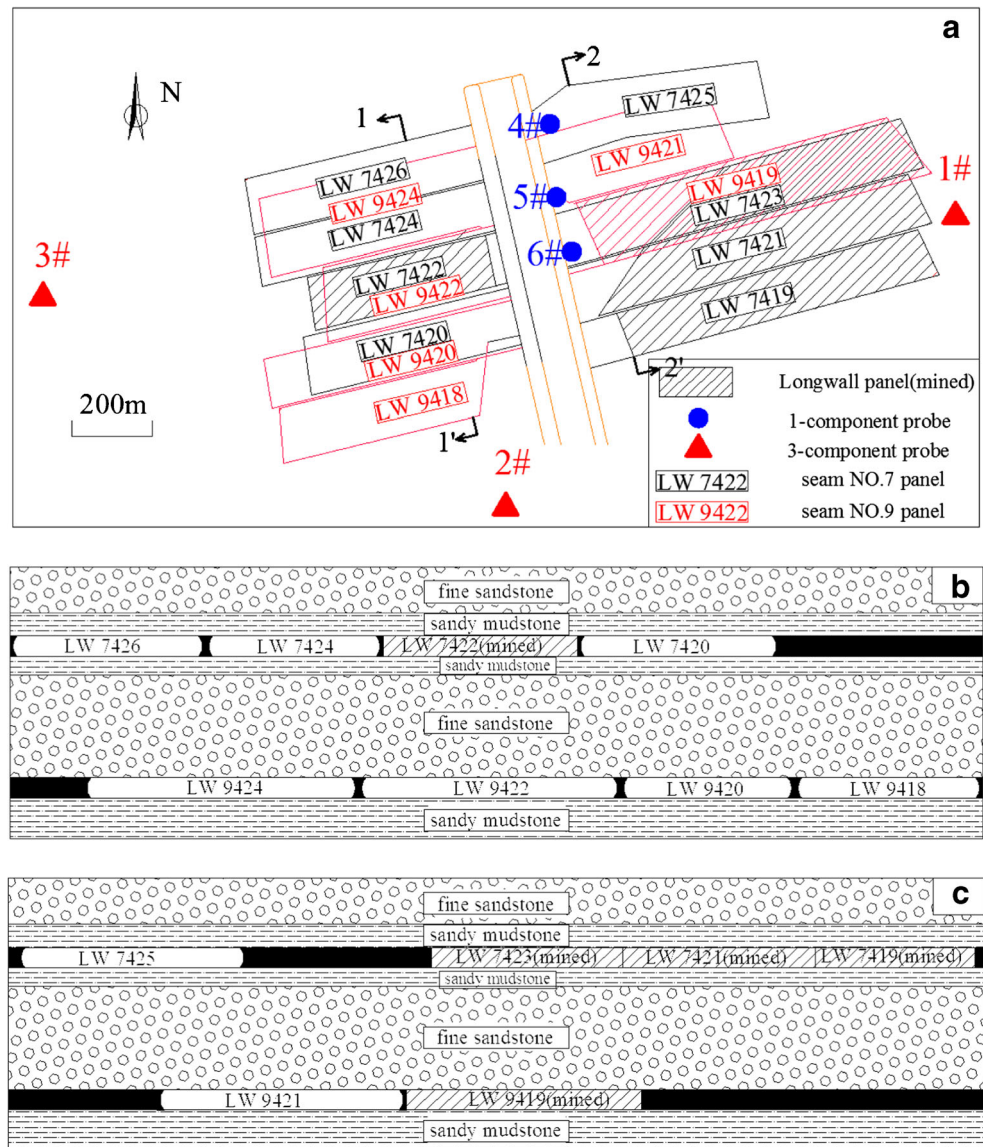 a
2
N
LW 7425
1
4#
LW 9421
LW 7426
LW 9419
1#
LW 9424
5#
LW 7423
LW 7424
3#
6#
LW 7421
LW 7422
LW 9422
LW 7419
LW 7420
LW 9420
2'
LW 9418
200m
1'
2#
Longwall panel(mined)
1-component probe
3-component probe
LW 7422 seam NO.7 panel
LW 9422 seam NO.9 panel
b
fine sandstone
sandy mudstone
LW 7426 LW 7424 LW 7422(mined) LW 7420
sandy mudstone
fine sandstone
LW 9424 LW 9422 LW 9420 LW 9418
sandy mudstone
c
fine sandstone
sandy mudstone
LW 7425 LW 7423(mined) LW 7421(mined) LW 7419(mined)
sandy mudstone
fine sandstone
LW 9421 LW 9419(mined)
sandy mudstone